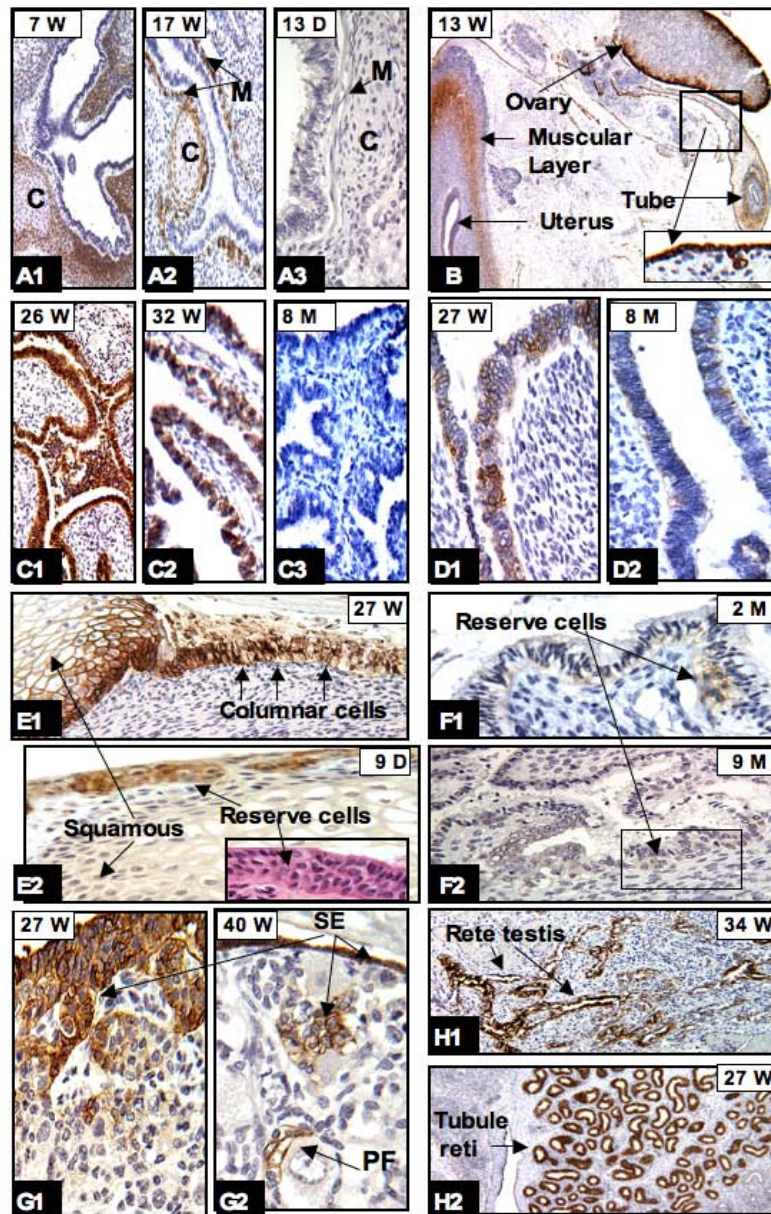 7 W
17 W
13 D
13 W
M
M
C
C
C
Ovary
Muscular
Layer
Tube
Uterus
A1
A2
A3
B
26 W
32 W
8 M
27 W
8 M
C1
C2
C3
D1
D2
27 W
2 M
Reserve cells
Columnar cells
E1
F1
9 D
9 M
Squamous
Reserve cells
E2
F2
27 W
40 W
SE
34 W
Rete testis
H1
27 W
Tubule
reti
PF
G1
G2
H2